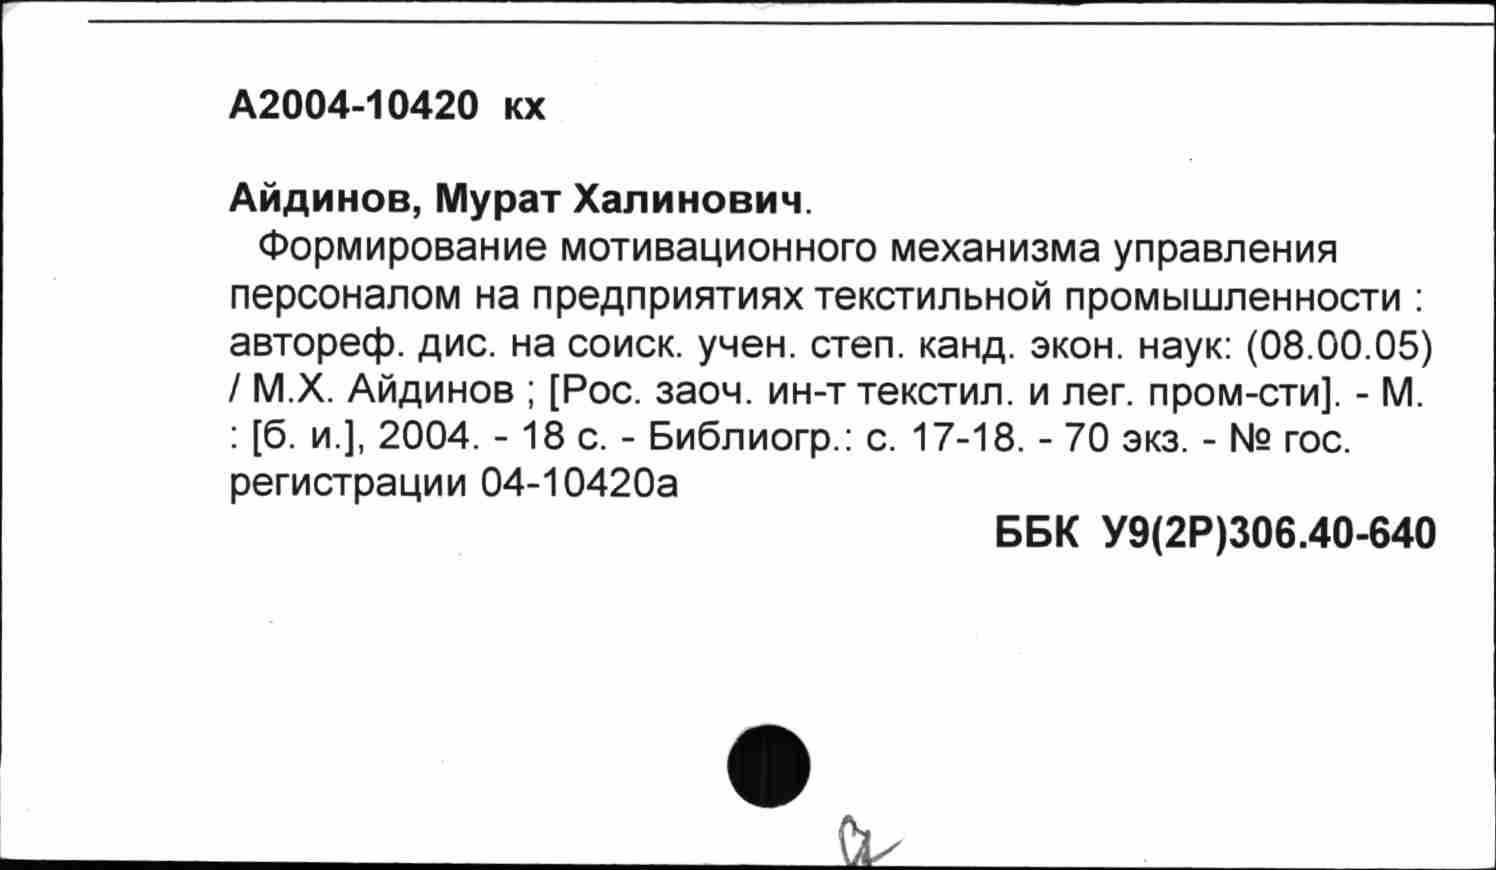 А2004-10420 кх
Айдинов, Мурат Халинович.
Формирование мотивационного механизма управления
персоналом на предприятиях текстильной промышленности :
автореф. дис. на соиск. учен. степ. канд. экон. наук: (08.00.05)
/ М.Х. Айдинов ; [Рос. заоч. ин-т текстил. и лег. пром-сти]. - М.
: [б. и.], 2004. - 18 с. - Библиогр.: с. 17-18. - 70 экз. - № гос.
регистрации 04-10420а
ББК У9(2Р)306.40-640